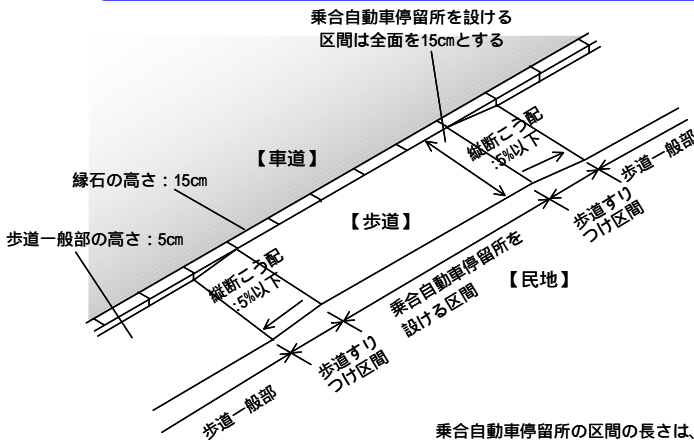 乗合自動車停留所を設ける
区間は全面を15cmとする
【車道】
縁石の高さ：15cm
歩道一般部の高さ：5cm
【歩道】
縦断こう配
:5%以下
縦断こう配
:5%以下
歩道一般部
歩道すり
つけ区間
乗合自動車停留所を
設ける区間
【民地】
歩道すり
つけ区間
歩道一般部
乗合自動車停留所の区間の長さは、